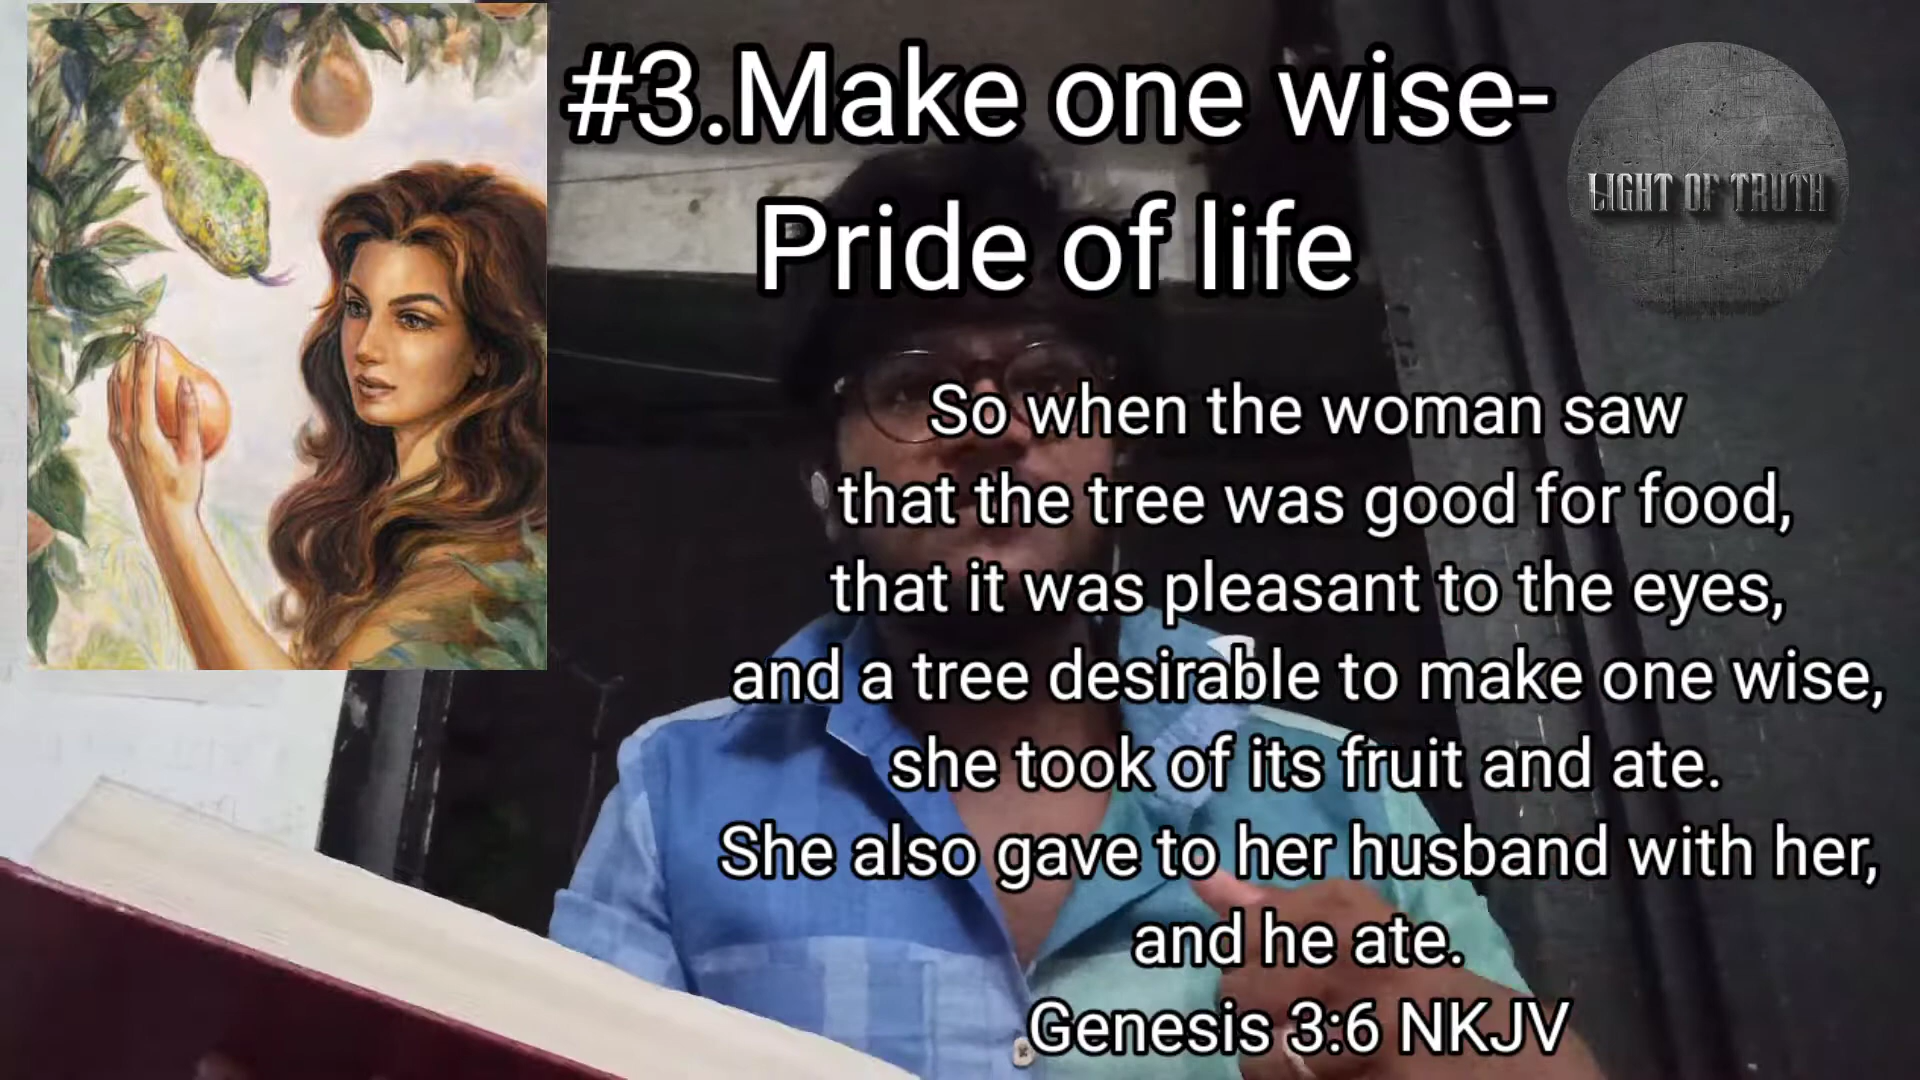 #3.Make one wise-
Pride of life
LIGHT OF TRUTH
So when the woman saw
that the tree was good for food,
that it was pleasant to the eyes,
and a tree desirable to make one wise,
she took of its fruit and ate.
She also gave to her husband with her,
and he ate.
Genesis 3:6 NKJV